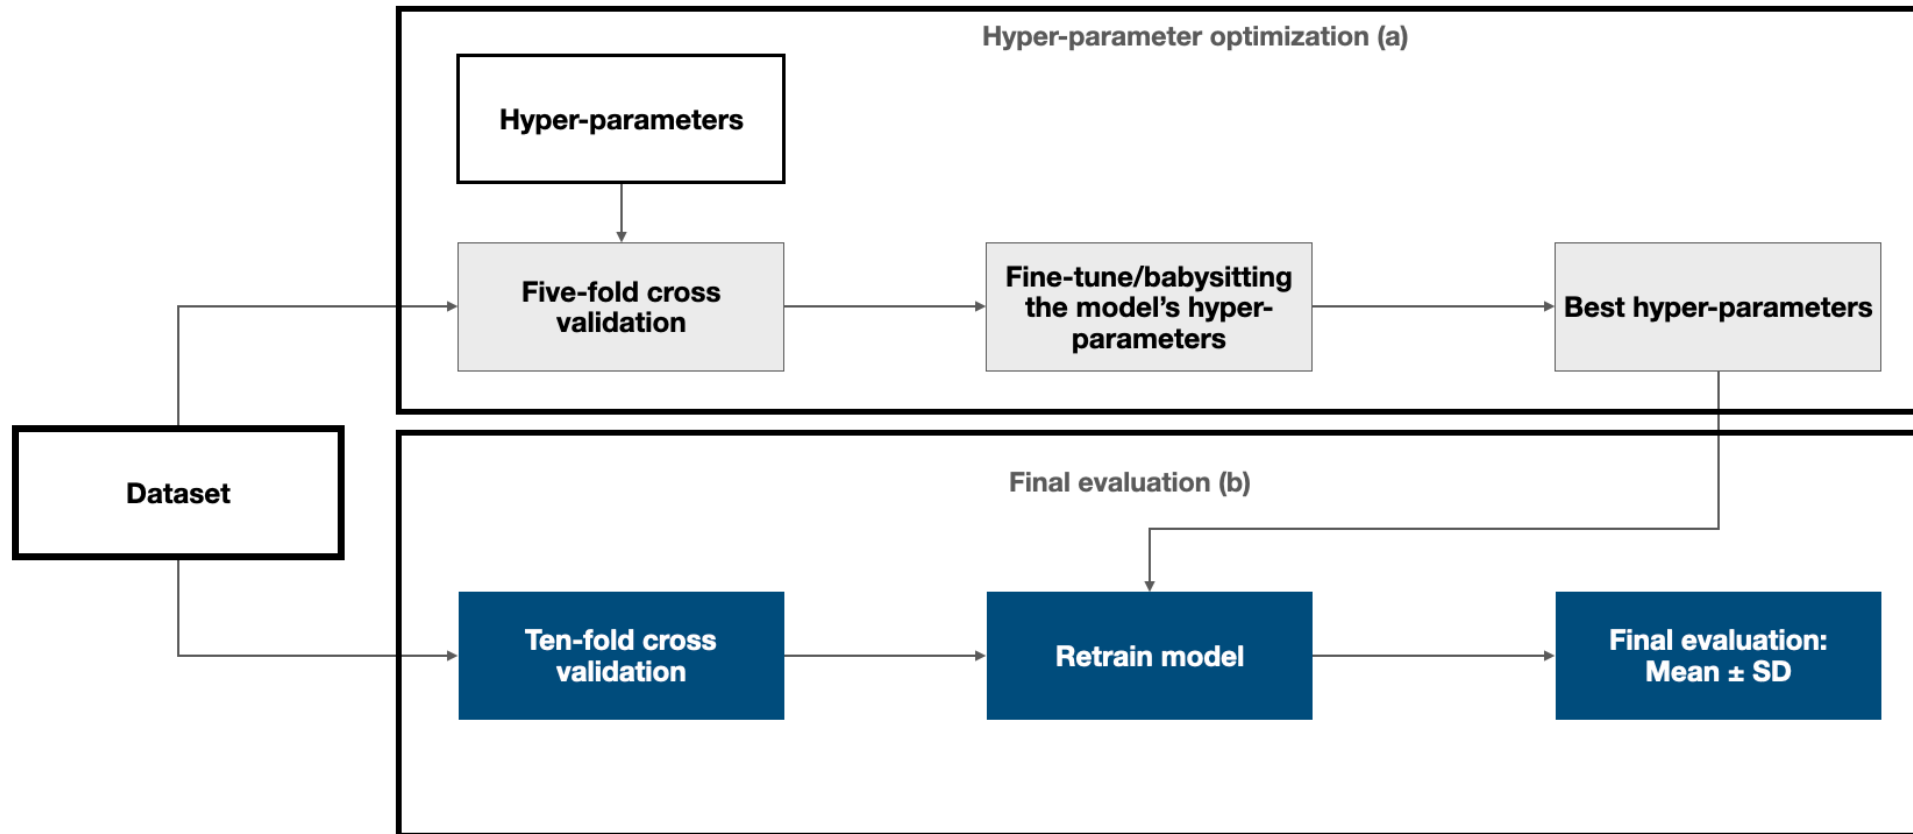 Hyper-parameter optimization (a)
Hyper-parameters
Five-fold cross
validation
Fine-tune/babysitting
the model's hyper-
parameters
Best hyper-parameters
Dataset
Final evaluation (b)
Ten-fold cross
validation
Retrain model
Final evaluation:
Mean ± SD